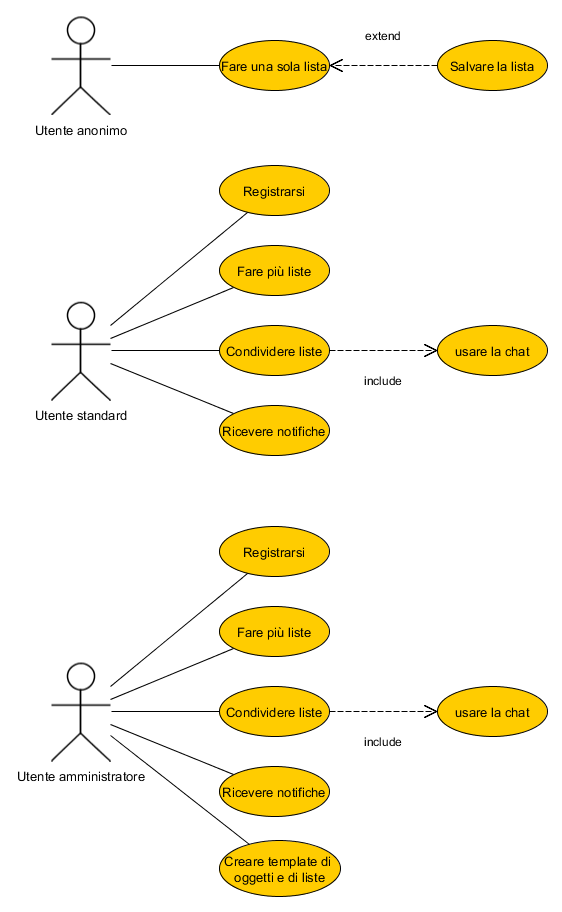 extend
Fare una sola lista
Salvare la lista
Utente anonimo
Registrarsi
Fare più liste
Condividere liste
usare la chat
include
Utente standard
Ricevere notifiche
Registrarsi
Fare più liste
Condividere liste
usare la chat
include
Utente amministratore
Ricevere notifiche
Creare template di
oggetti e di liste